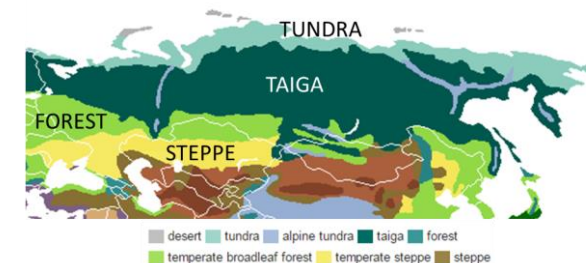 TUNDRA
TAIGA
FOREST
STEPPE
desert tundra alpine tundra taiga forest
temperate broadleaf forest temperate steppe steppe